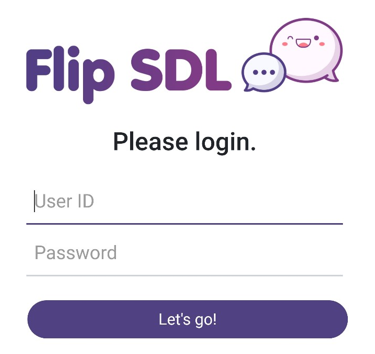 Flip SDL
Please login.
User ID
Password
Let's go!